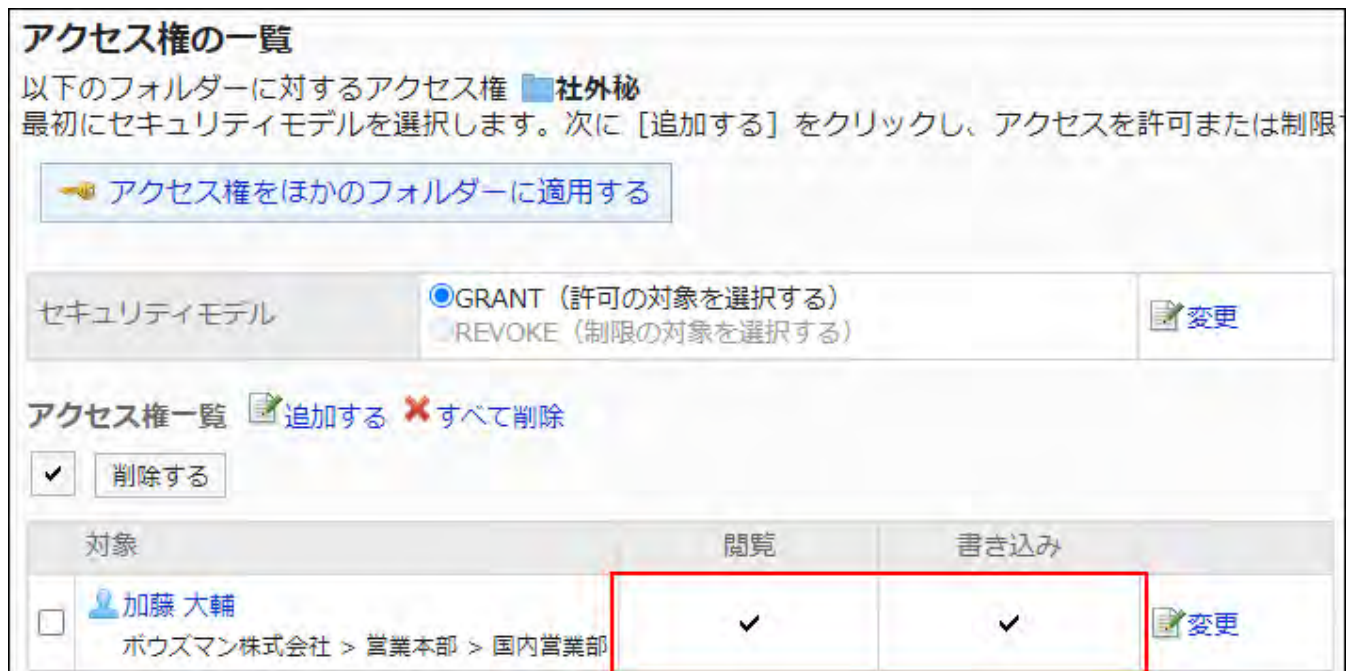 アクセス権の一覧
以下のフォルダーに対するアクセス権 社外秘
最初にセキュリティモデルを選択します。次に［追加する］をクリックし、アクセスを許可または制限
アクセス権をほかのフォルダーに適用する
セキュリティモデル
GRANT（許可の対象を選択する）
REVOKE（制限の対象を選択する）
変更
アクセス権一覧 追加する すべて削除
削除する
対象 閲覧 書き込み
加藤 大輔
ボウズマン株式会社 > 営業本部 > 国内営業部
変更